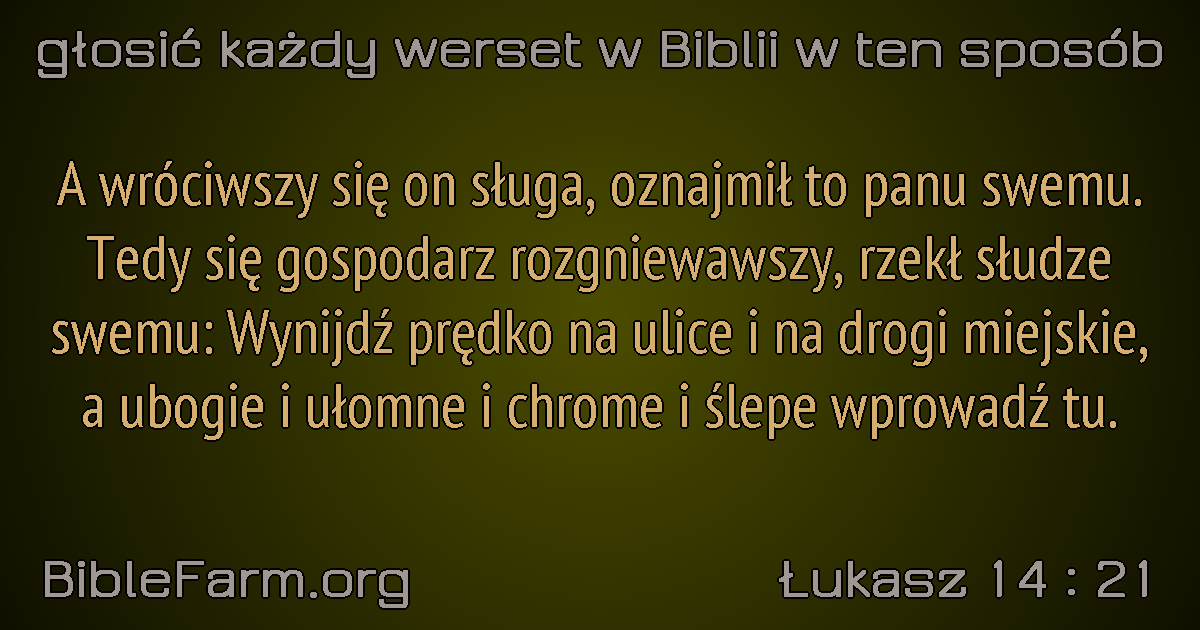 głosić każdy werset w Biblii w ten sposób
A wróciwszy się on sługa, oznajmił to panu swemu.
Tedy się gospodarz rozgniewawszy, rzekł słudze
swemu: Wynijdź prędko na ulice i na drogi miejskie,
a ubogie i ułomne i chrome i ślepe wprowadź tu.
BibleFarm.org
Łukasz 14 : 21